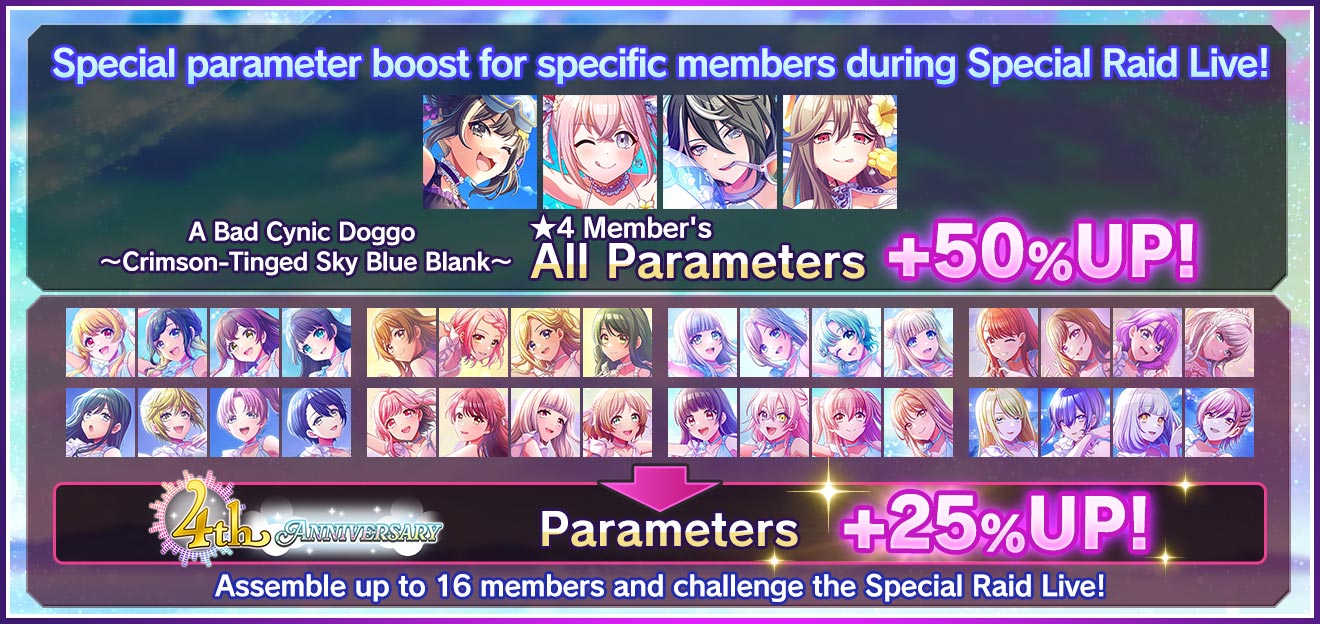 Special parameter boost for specific members during Special Raid Live!
A Bad Cynic Doggo
～Crimson-Tinged Sky Blue Blank～
★4 Member's
All Parameters
+50%UP!
4th ANNIVERSARY
Parameters
+25%UP!
Assemble up to 16 members and challenge the Special Raid Live!